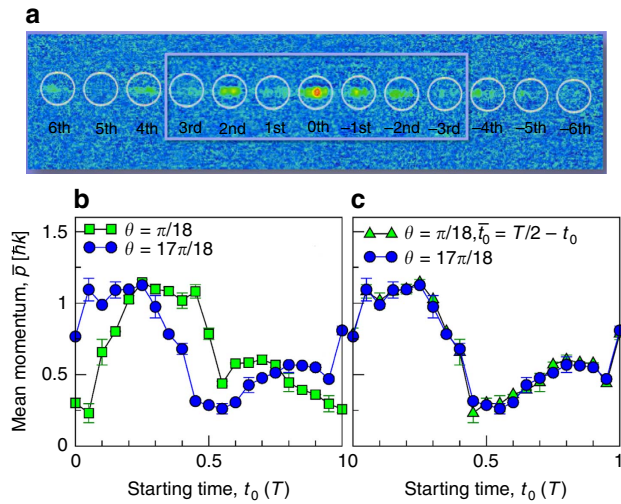 a
6th 5th 4th 3rd 2nd 1st 0th –1st –2nd –3rd –4th –5th –6th
b
c
1.5
1
0.5
0
Mean momentum, p̅ [ħk]
θ = π/18
θ = 17π/18
θ = π/18, t̅₀ = T/2 – t₀
θ = 17π/18
0 0.5 1 0 0.5 1
Starting time, t₀ (T)
Starting time, t₀ (T)